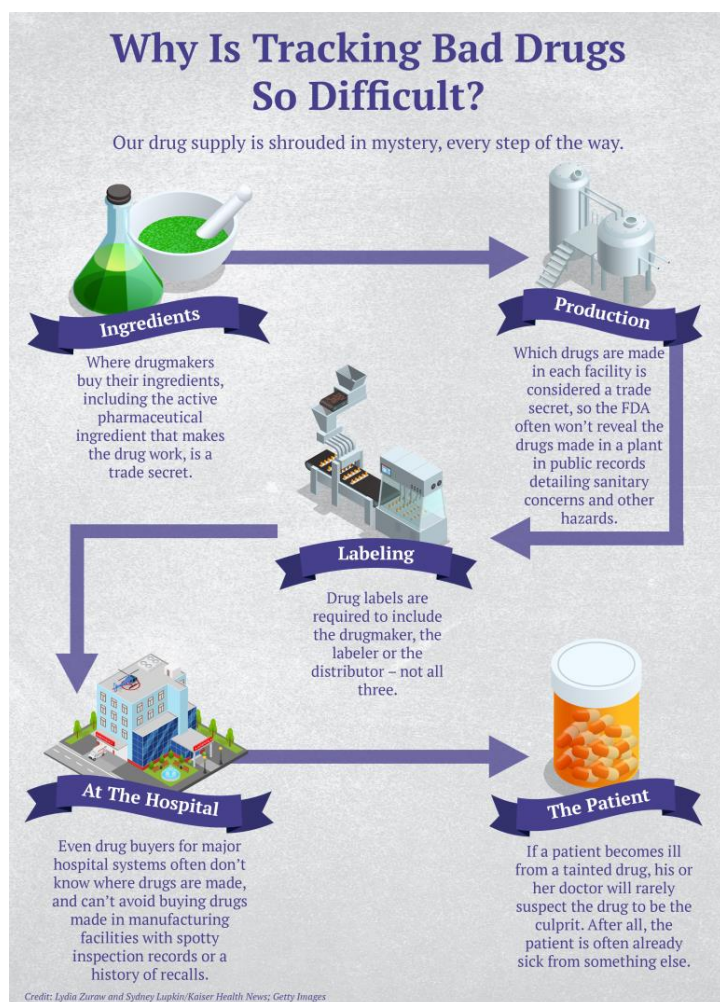 Why Is Tracking Bad Drugs
So Difficult?
Our drug supply is shrouded in mystery, every step of the way.
Ingredients
Where drugmakers
buy their ingredients,
including the active
pharmaceutical
ingredient that makes
the drug work, is a
trade secret.
Production
Which drugs are made
in each facility is
considered a trade
secret, so the FDA
often won’t reveal the
drugs made in a plant
in public records
detailing sanitary
concerns and other
hazards.
Labeling
Drug labels are
required to include
the drugmaker, the
labeler or the
distributor – not all
three.
At The Hospital
Even drug buyers for major
hospital systems often don’t
know where drugs are made,
and can’t avoid buying drugs
made in manufacturing
facilities with spotty
inspection records or a
history of recalls.
The Patient
If a patient becomes ill
from a tainted drug, his or
her doctor will rarely
suspect the drug to be the
culprit. After all, the
patient is often already
sick from something else.
Credit: Lydia Zuraw and Sydney Lupkin/Kaiser Health News; Getty Images